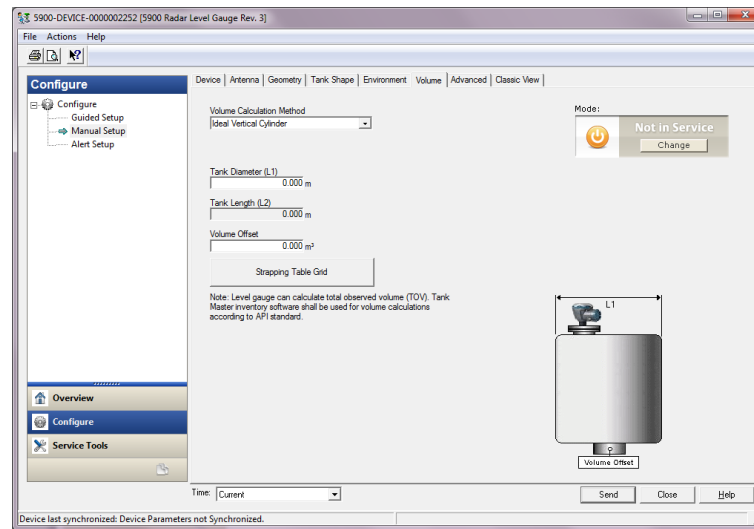 5900-DEVICE-0000002252 [5900 Radar Level Gauge Rev. 3]
File Actions Help
Configure
Configure
Guided Setup
Manual Setup
Alert Setup
Overview
Configure
Service Tools
Device Antenna Geometry Tank Shape Environment Volume Advanced Classic View
Volume Calculation Method
Ideal Vertical Cylinder
Mode:
Not in Service
Change
Tank Diameter (L1)
0.000 m
Tank Length (L2)
0.000 m
Volume Offset
0.000 m³
Strapping Table Grid
Note: Level gauge can calculate total observed volume (TOV). Tank
Master inventory software shall be used for volume calculations
according to API standard.
L1
Volume Offset
Time: Current
Send Close Help
Device last synchronized: Device Parameters not Synchronized.